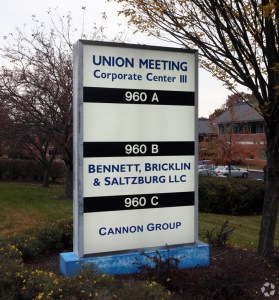 UNION MEETING
Corporate Center III
960 A
960 B
BENNETT, BRICKLIN
& SALTZBURG LLC
960 C
CANNON GROUP